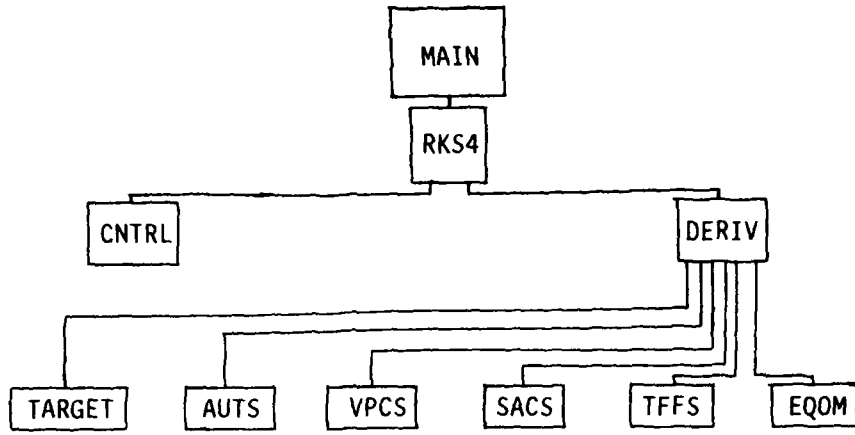 MAIN
RKS4
CNTRL
DERIV
TARGET
AUTS
VPCS
SACS
TFFS
EQOM